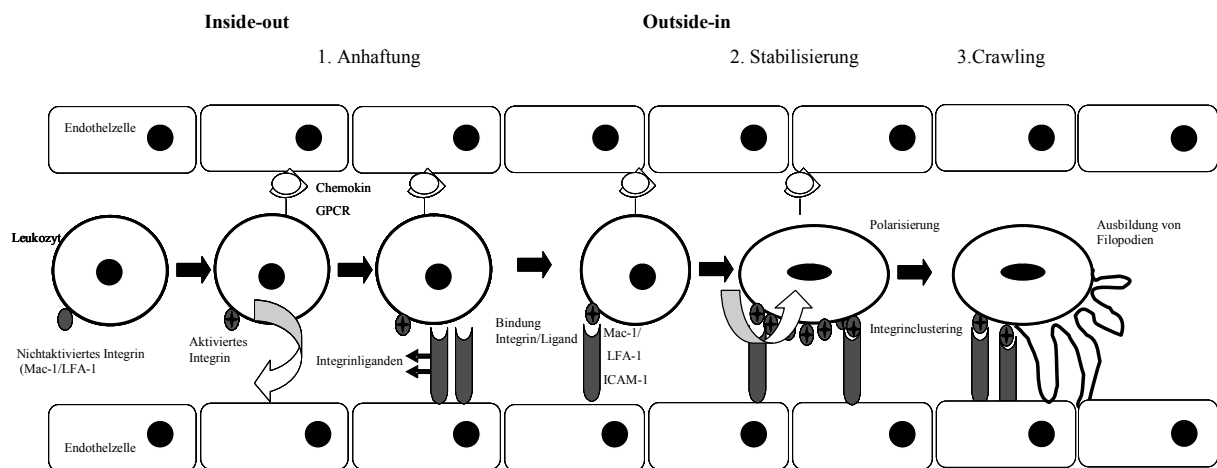 Inside-out
Outside-in
1. Anhaftung
2. Stabilisierung
3.Crawling
Endothelzelle
Chemokin
GPCR
Leukozyt
Polarisierung
Ausbildung von
Filopodien
Nichtaktiviertes Integrin
(Mac-1/LFA-1
Aktiviertes
Integrin
Integrinliganden
Bindung
Integrin/Ligand
Mac-1/
LFA-1
ICAM-1
Integrinclustering
Endothelzelle